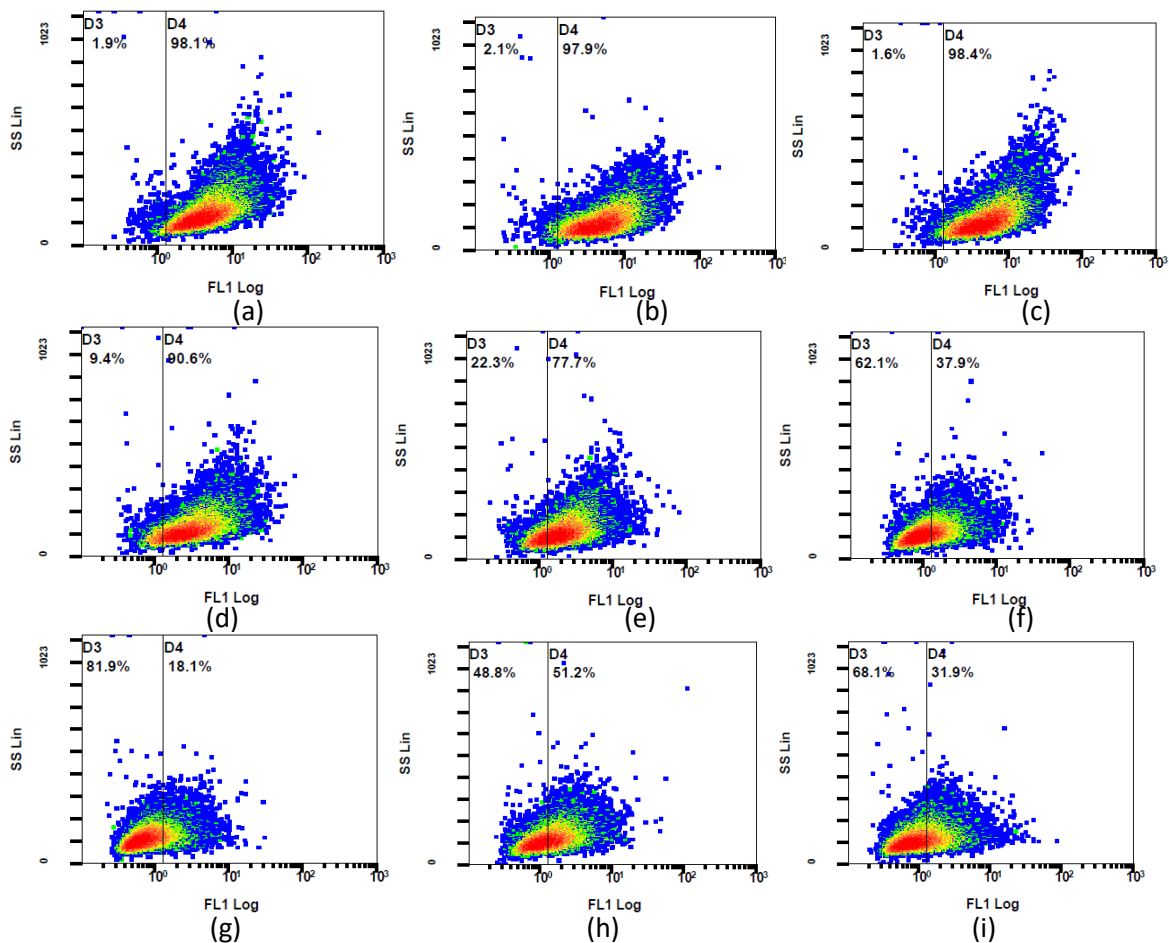 D3 D4
1.9% 98.1%
1023
SS Lin
0
10⁰ 10¹ 10² 10³
FL1 Log
(a)
D3 D4
2.1% 97.9%
1023
SS Lin
0
10⁰ 10¹ 10² 10³
FL1 Log
(b)
D3 D4
1.6% 98.4%
1023
SS Lin
0
10⁰ 10¹ 10² 10³
FL1 Log
(c)
D3 D4
9.4% 90.6%
1023
SS Lin
0
10⁰ 10¹ 10² 10³
FL1 Log
(d)
D3 D4
22.3% 77.7%
1023
SS Lin
0
10⁰ 10¹ 10² 10³
FL1 Log
(e)
D3 D4
62.1% 37.9%
1023
SS Lin
0
10⁰ 10¹ 10² 10³
FL1 Log
(f)
D3 D4
81.9% 18.1%
1023
SS Lin
0
10⁰ 10¹ 10² 10³
FL1 Log
(g)
D3 D4
48.8% 51.2%
1023
SS Lin
0
10⁰ 10¹ 10² 10³
FL1 Log
(h)
D3 D4
68.1% 31.9%
1023
SS Lin
0
10⁰ 10¹ 10² 10³
FL1 Log
(i)